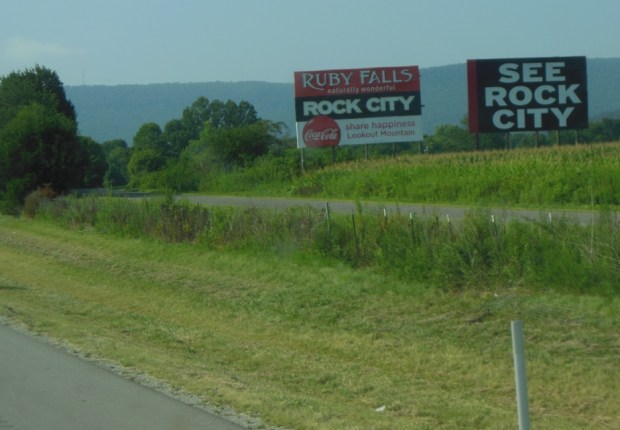 RUBY FALLS
naturally wonderful
ROCK CITY
Coca-Cola
share happiness
Lookout Mountain
SEE
ROCK
CITY